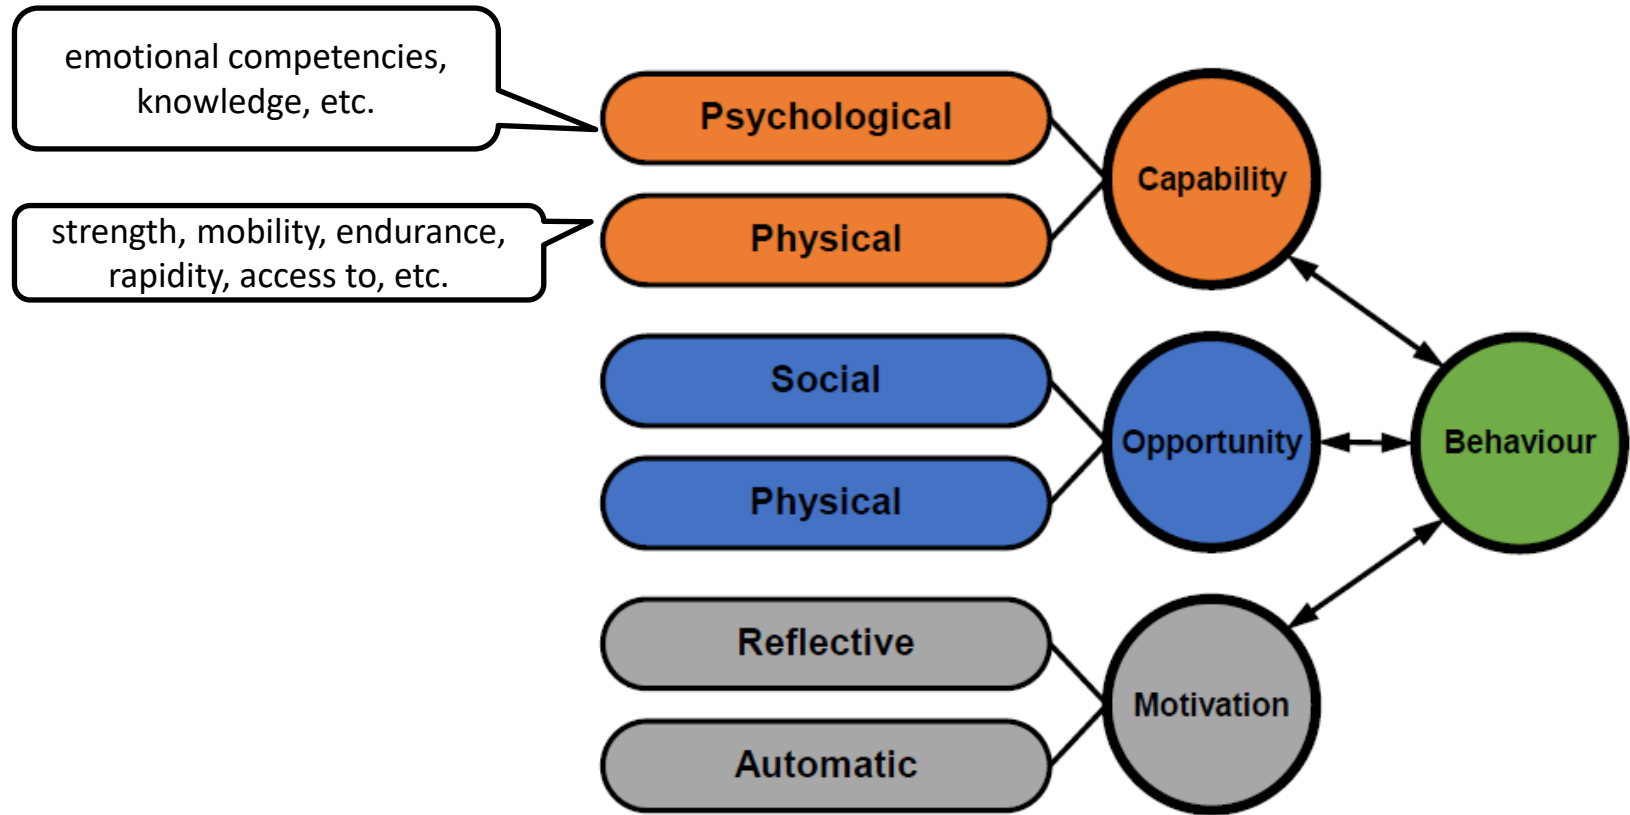 emotional competencies,
knowledge, etc.
Psychological
Capability
strength, mobility, endurance,
rapidity, access to, etc.
Physical
Social
Opportunity
Behaviour
Physical
Reflective
Motivation
Automatic